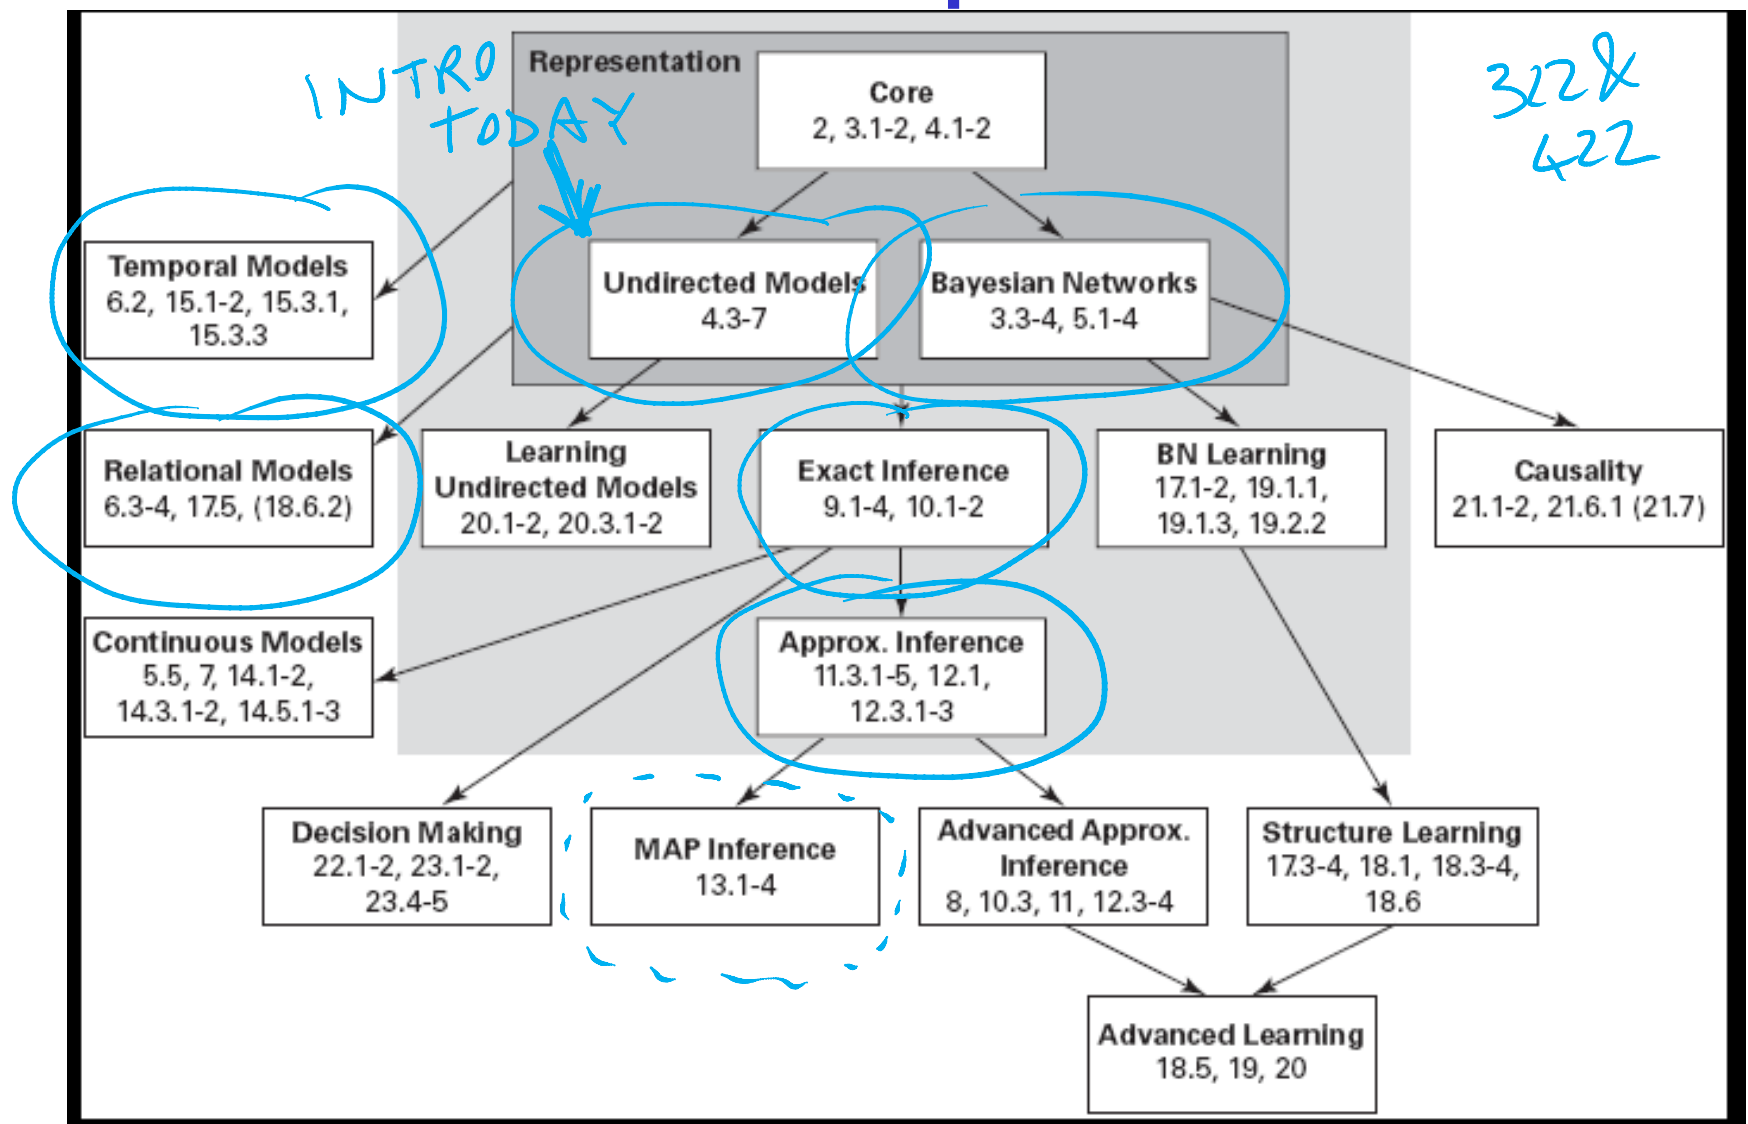 INTRO
TODAY
322 &
422
Representation
Core
2, 3.1-2, 4.1-2
Temporal Models
6.2, 15.1-2, 15.3.1,
15.3.3
Undirected Models
4.3-7
Bayesian Networks
3.3-4, 5.1-4
Relational Models
6.3-4, 17.5, (18.6.2)
Learning
Undirected Models
20.1-2, 20.3.1-2
Exact Inference
9.1-4, 10.1-2
BN Learning
17.1-2, 19.1.1,
19.1.3, 19.2.2
Causality
21.1-2, 21.6.1 (21.7)
Continuous Models
5.5, 7, 14.1-2,
14.3.1-2, 14.5.1-3
Approx. Inference
11.3.1-5, 12.1,
12.3.1-3
Decision Making
22.1-2, 23.1-2,
23.4-5
MAP Inference
13.1-4
Advanced Approx.
Inference
8, 10.3, 11, 12.3-4
Structure Learning
17.3-4, 18.1, 18.3-4,
18.6
Advanced Learning
18.5, 19, 20